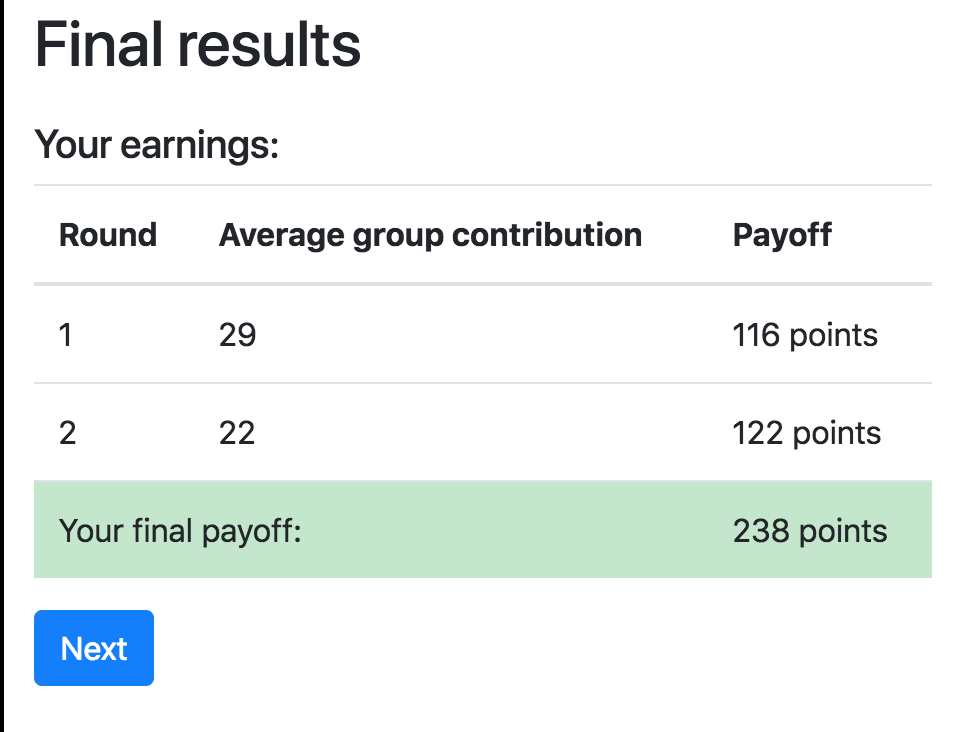 Final results
Your earnings:
Round Average group contribution Payoff
1 29 116 points
2 22 122 points
Your final payoff: 238 points
Next